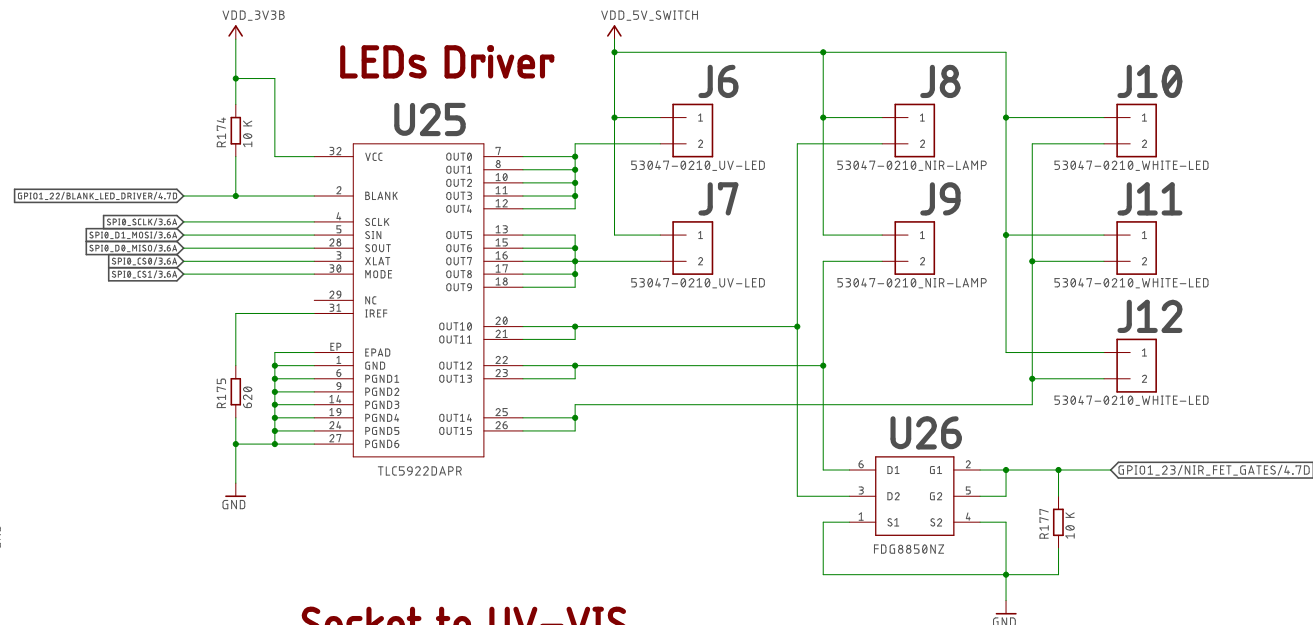 VDD_3V3B
VDD_5V_SWITCH
LEDs Driver
J6
J8
J10
U25
R174
10 K
1
2
53047-0210_UV-LED
1
2
53047-0210_NIR-LAMP
1
2
53047-0210_WHITE-LED
32 VCC OUT0 7
OUT1 8
OUT2 10
GPIO1_22/BLANK_LED_DRIVER/4.7D
2 BLANK OUT3 11
OUT4 12
J7
J9
J11
SPI0_SCLK/3.6A
4 SCLK
SPI0_D1_MOSI/3.6A
5 SIN OUT5 13
SPI0_D0_MISO/3.6A
28 SOUT OUT6 15
SPI0_CS0/3.6A
3 XLAT OUT7 16
SPI0_CS1/3.6A
30 MODE OUT8 17
OUT9 18
1
2
53047-0210_UV-LED
1
2
53047-0210_NIR-LAMP
1
2
53047-0210_WHITE-LED
29 NC
31 IREF
OUT10 20
OUT11 21
J12
1
2
53047-0210_WHITE-LED
EP EPAD
1 GND OUT12 22
6 PGND1 OUT13 23
9 PGND2
14 PGND3
19 PGND4 OUT14 25
24 PGND5 OUT15 26
27 PGND6
R175
620
TLC5922DAPR
GND
U26
6 D1 G1 2
3 D2 G2 5
1 S1 S2 4
FDG8850NZ
GPIO1_23/NIR_FET_GATES/4.7D
R177
10 K
GND
Socket to UV-VIS